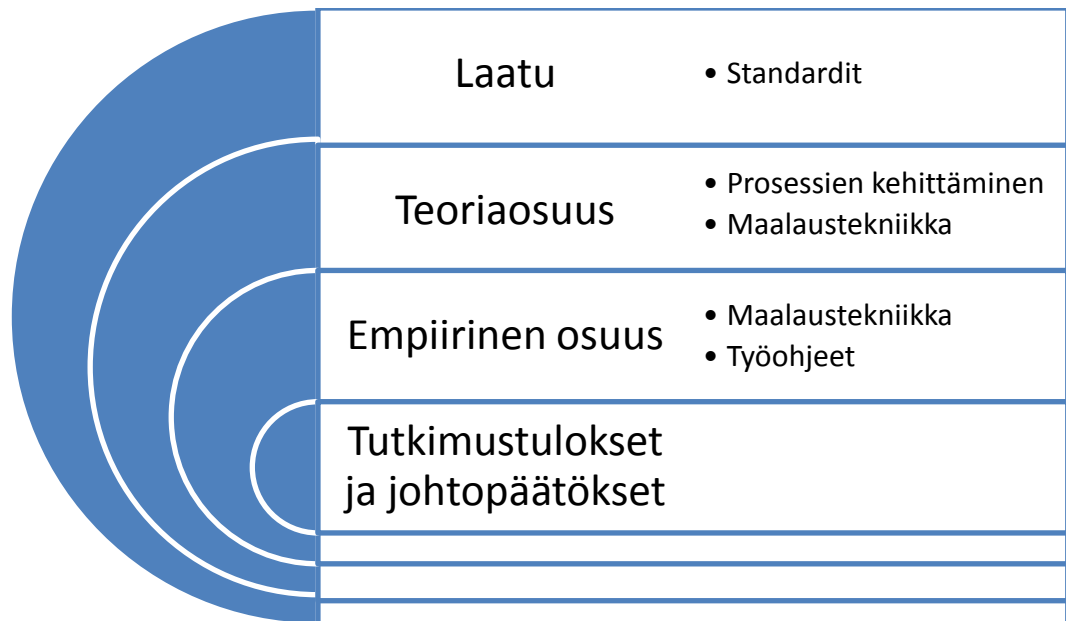 Laatu
• Standardit
Teoriaosuus
• Prosessien kehittäminen
• Maalaustekniikka
Empiirinen osuus
• Maalaustekniikka
• Työohjeet
Tutkimustulokset
ja johtopäätökset